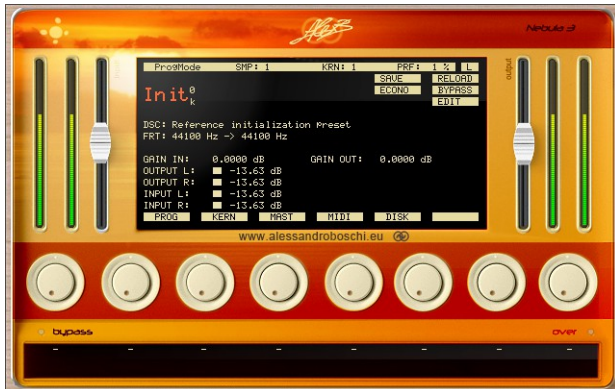 AlexB
Nebula 3
ProgMode SMP: 1 KRN: 1 PRF: 1 % L
SAVE RELOAD
Init 0 k ECONO BYPASS
EDIT
DSC: Reference initialization Preset
FRT: 44100 Hz -> 44100 Hz
GAIN IN: 0.0000 dB GAIN OUT: 0.0000 dB
OUTPUT L: -13.63 dB
OUTPUT R: -13.63 dB
INPUT L: -13.63 dB
INPUT R: -13.63 dB
PROG KERN MAST MIDI DISK
output
www.alessandroboschi.eu
bypass over